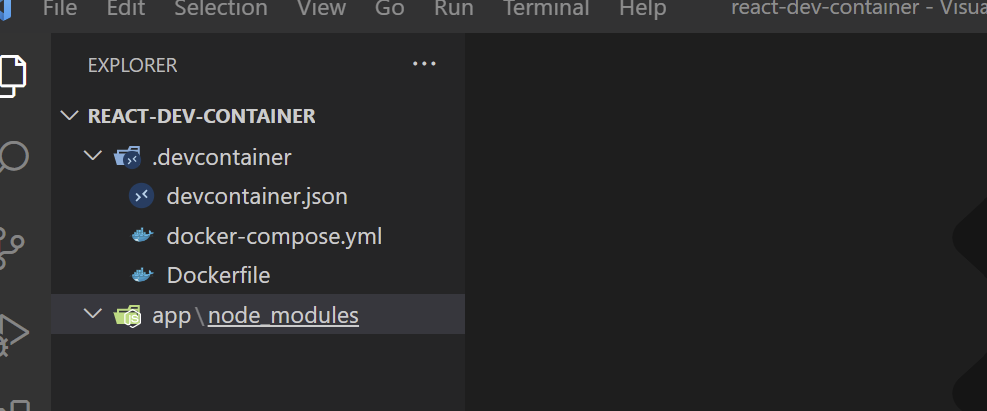 File Edit Selection View Go Run Terminal Help react-dev-container - Visua
EXPLORER ...
REACT-DEV-CONTAINER
.devcontainer
devcontainer.json
docker-compose.yml
Dockerfile
app\node_modules